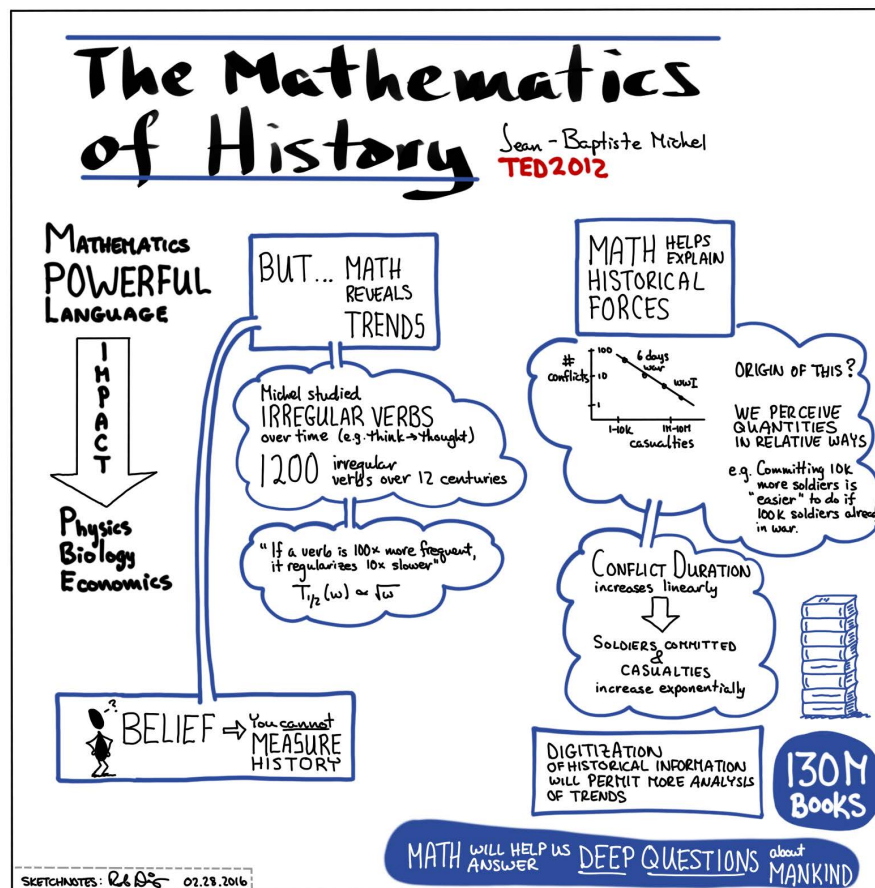 The Mathematics
of History
Jean-Baptiste Michel
TED2012
MATHEMATICS
POWERFUL
LANGUAGE
IMPACT
Physics
Biology
Economics
BUT... MATH
REVEALS
TRENDS
Michel studied
IRREGULAR VERBS
over time (e.g. think→thought)
1200 irregular
verbs over 12 centuries
"If a verb is 100x more frequent,
it regularizes 10x slower"
T1/2(w) ∝ √w
-?
BELIEF ⇒ You cannot
MEASURE
HISTORY
MATH HELPS
EXPLAIN
HISTORICAL
FORCES
#
conflicts
100
10
1
6 days
war
WWI
1-10K
1M-10M
casualties
ORIGIN OF THIS?
WE PERCEIVE
QUANTITIES
IN RELATIVE WAYS
e.g. Committing 10K
more soldiers is
"easier" to do if
100K soldiers already
in war.
CONFLICT DURATION
increases linearly
SOLDIERS COMMITTED
&
CASUALTIES
increase exponentially
DIGITIZATION
OF HISTORICAL INFORMATION
WILL PERMIT MORE ANALYSIS
OF TRENDS
130M
BOOKS
MATH WILL HELP US
ANSWER DEEP QUESTIONS about
MANKIND
SKETCHNOTES: 02.28.2016